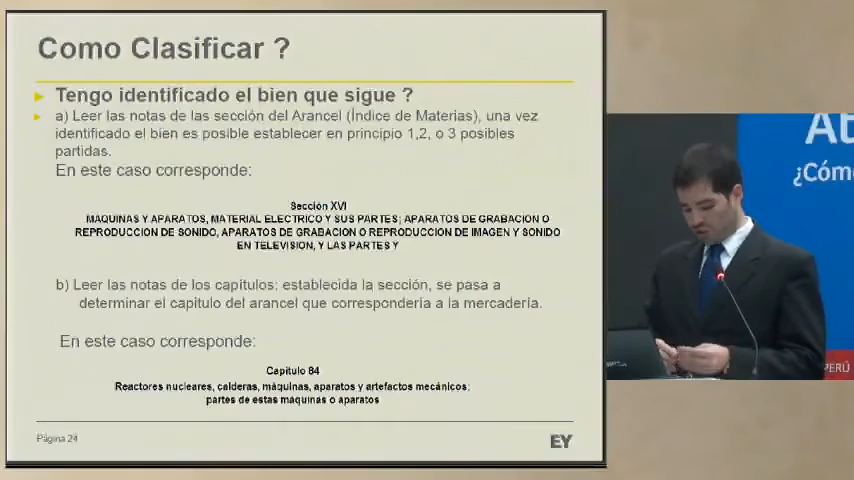 Como Clasificar ?
Tengo identificado el bien que sigue ?
a) Leer las notas de las sección del Arancel (Índice de Materias), una vez
identificado el bien es posible establecer en principio 1,2, o 3 posibles
partidas.
En este caso corresponde:
Sección XVI
MAQUINAS Y APARATOS, MATERIAL ELECTRICO Y SUS PARTES; APARATOS DE GRABACION O
REPRODUCCION DE SONIDO, APARATOS DE GRABACION O REPRODUCCION DE IMAGEN Y SONIDO
EN TELEVISION, Y LAS PARTES Y
b) Leer las notas de los capítulos: establecida la sección, se pasa a
determinar el capitulo del arancel que correspondería a la mercadería.
En este caso corresponde:
Capitulo 84
Reactores nucleares, calderas, máquinas, aparatos y artefactos mecánicos;
partes de estas máquinas o aparatos
Página 24
EY
At
¿Cóm
PERÚ